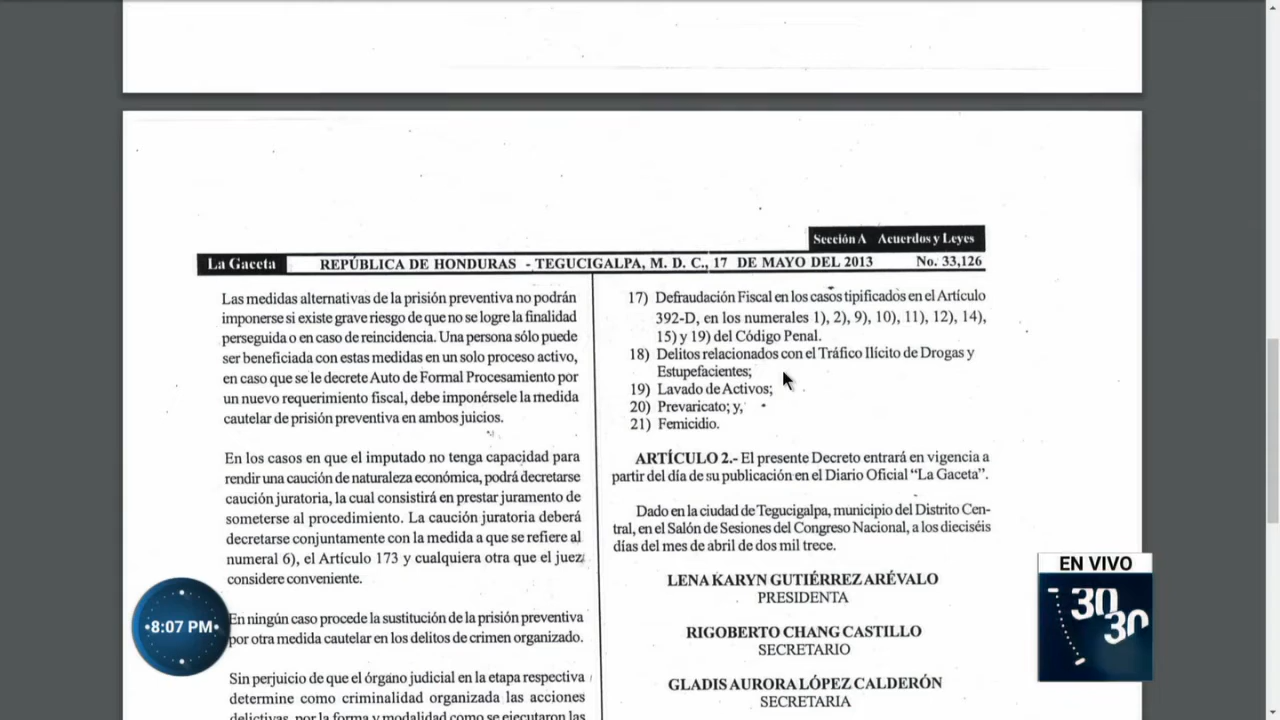 Sección A Acuerdos y Leyes
La Gaceta REPÚBLICA DE HONDURAS - TEGUCIGALPA, M. D. C., 17 DE MAYO DEL 2013 No. 33,126
Las medidas alternativas de la prisión preventiva no podrán
imponerse si existe grave riesgo de que no se logre la finalidad
perseguida o en caso de reincidencia. Una persona sólo puede
ser beneficiada con estas medidas en un solo proceso activo,
en caso que se le decrete Auto de Formal Procesamiento por
un nuevo requerimiento fiscal, debe imponérsele la medida
cautelar de prisión preventiva en ambos juicios.
En los casos en que el imputado no tenga capacidad para
rendir una caución de naturaleza económica, podrá decretarse
caución juratoria, la cual consistirá en prestar juramento de
someterse al procedimiento. La caución juratoria deberá
decretarse conjuntamente con la medida a que se refiere al
numeral 6), el Artículo 173 y cualquiera otra que el juez
considere conveniente.
En ningún caso procede la sustitución de la prisión preventiva
por otra medida cautelar en los delitos de crimen organizado.
Sin perjuicio de que el órgano judicial en la etapa respectiva
determine como criminalidad organizada las acciones
delictivas, por la forma y modalidad como se ejecutaron las
17) Defraudación Fiscal en los casos tipificados en el Artículo
392-D, en los numerales 1), 2), 9), 10), 11), 12), 14),
15) y 19) del Código Penal.
18) Delitos relacionados con el Tráfico Ilícito de Drogas y
Estupefacientes;
19) Lavado de Activos;
20) Prevaricato; y,
21) Femicidio.
ARTÍCULO 2.- El presente Decreto entrará en vigencia a
partir del día de su publicación en el Diario Oficial “La Gaceta”.
Dado en la ciudad de Tegucigalpa, municipio del Distrito Cen-
tral, en el Salón de Sesiones del Congreso Nacional, a los dieciséis
días del mes de abril de dos mil trece.
LENA KARYN GUTIÉRREZ ARÉVALO
PRESIDENTA
RIGOBERTO CHANG CASTILLO
SECRETARIO
GLADIS AURORA LÓPEZ CALDERÓN
SECRETARIA
•8:07 PM•
EN VIVO
30
30